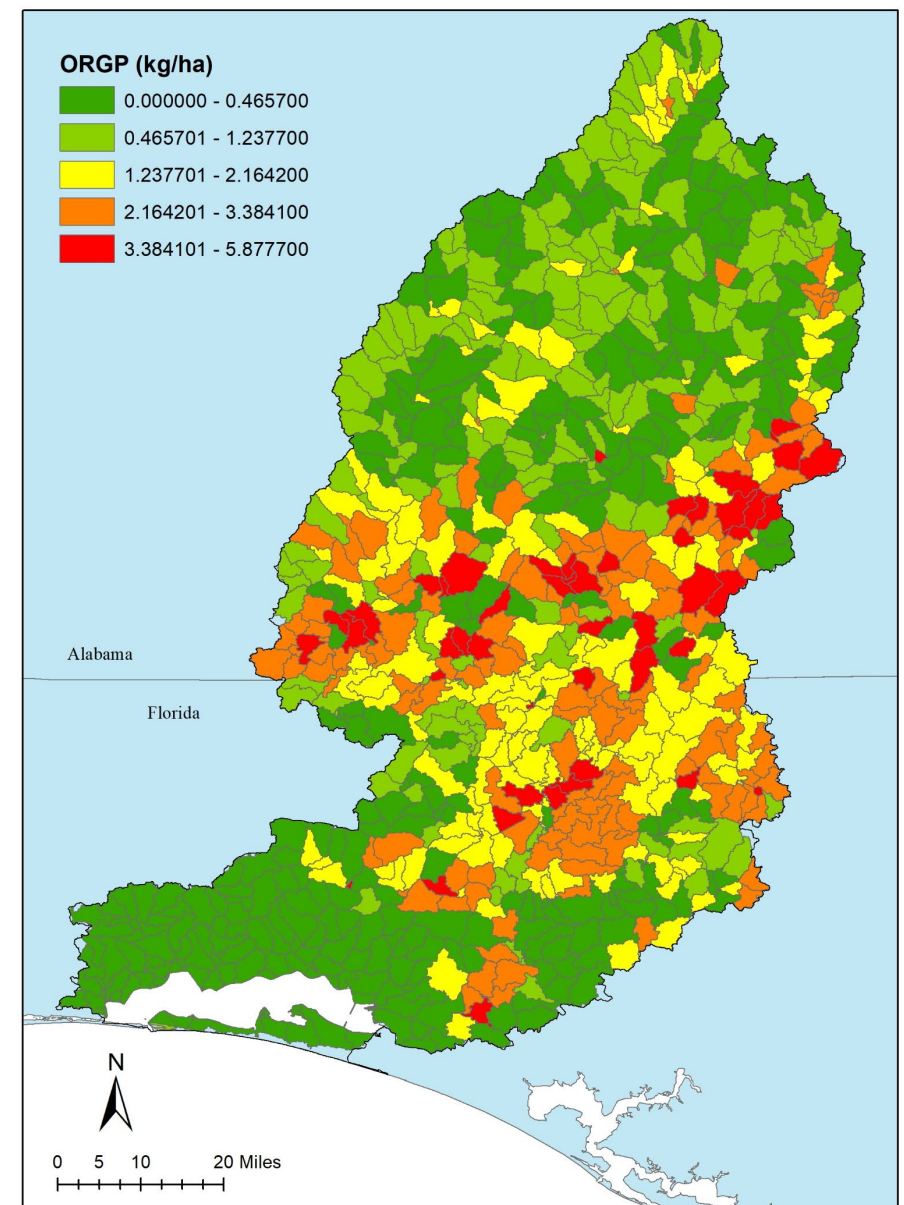 ORGP (kg/ha)
0.000000 - 0.465700
0.465701 - 1.237700
1.237701 - 2.164200
2.164201 - 3.384100
3.384101 - 5.877700
Alabama
Florida
N
0 5 10 20 Miles